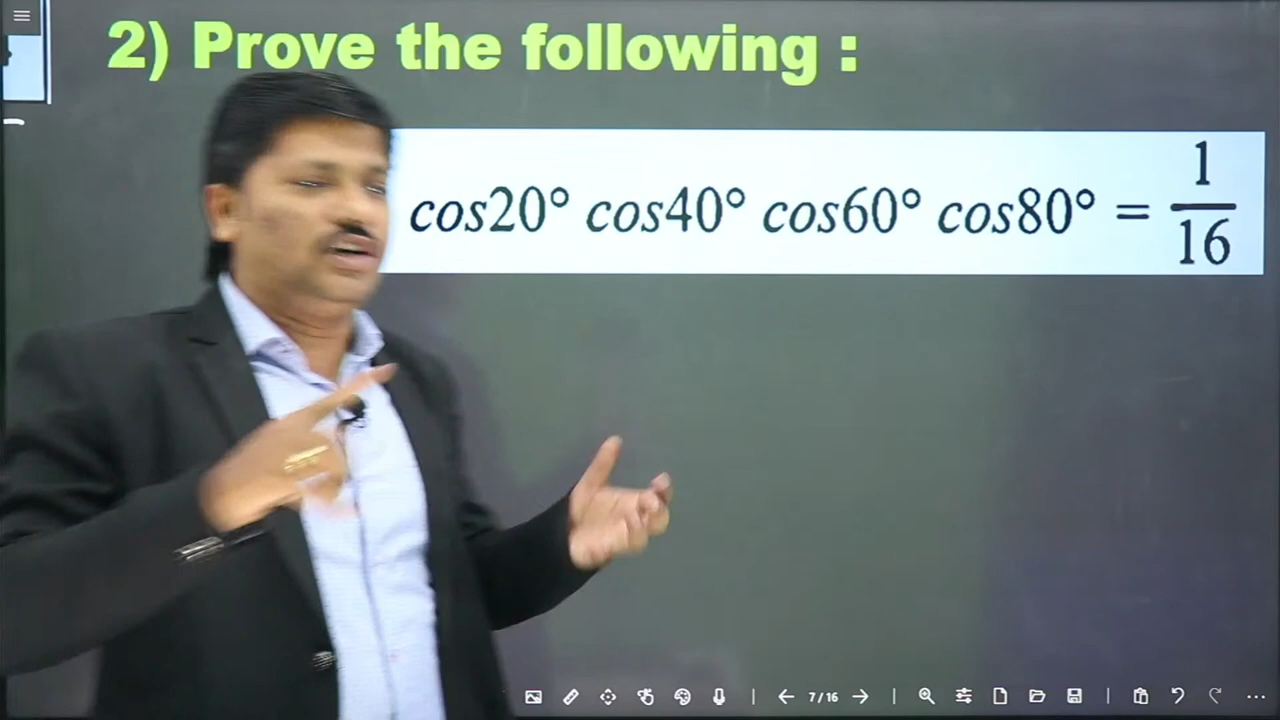 2) Prove the following :
cos20° cos40° cos60° cos80° = 1/16
7/16